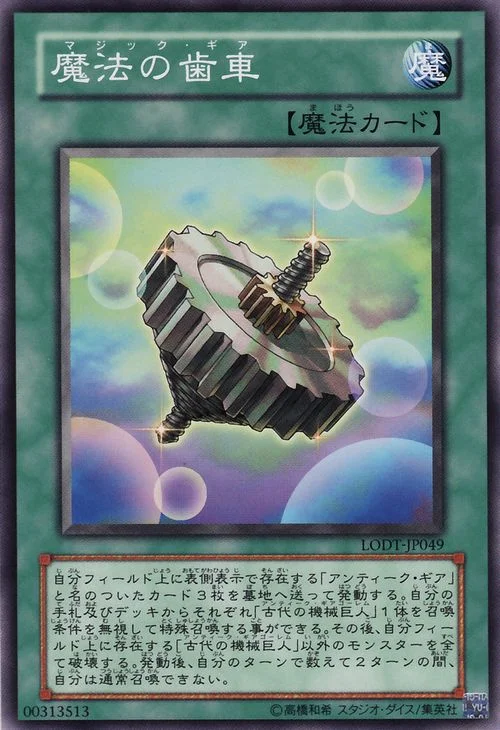 マジック・ギア
魔法の歯車
魔
【魔法カード】
まほう
LODT-JP049
自分フィールド上に表側表示で存在する「アンティーク・ギア」
と名のついたカード3枚を墓地へ送って発動する。自分の
手札及びデッキからそれぞれ「古代の機械巨人」1体を召喚
条件を無視して特殊召喚する事ができる。その後、自分フィ
ールド上に存在する「古代の機械巨人」以外のモンスターを全
て破壊する。発動後、自分のターンで数えて2ターンの間、
自分は通常召喚できない。
00313513
©高橋和希 スタジオ・ダイス/集英社